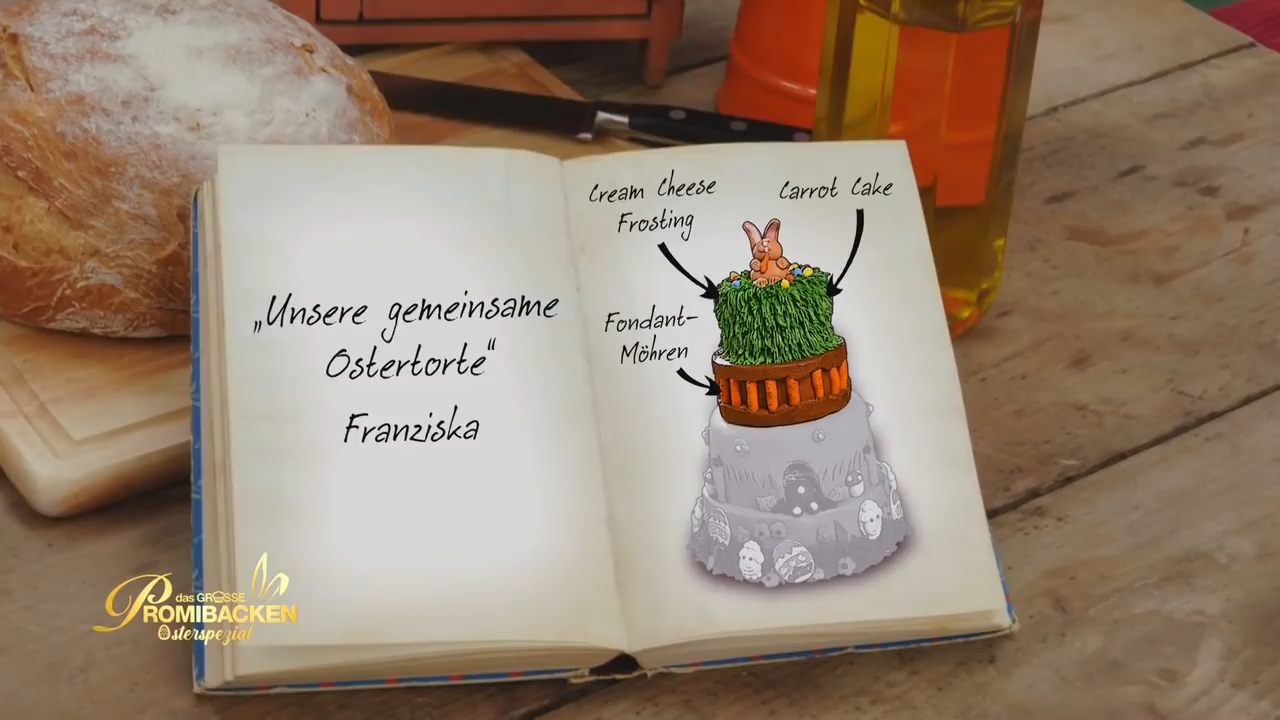 „Unsere gemeinsame
Ostertorte“
Franziska
Cream Cheese
Frosting
Carrot Cake
Fondant-
Möhren
das GROSSE
PROMIBACKEN
Osterspezial